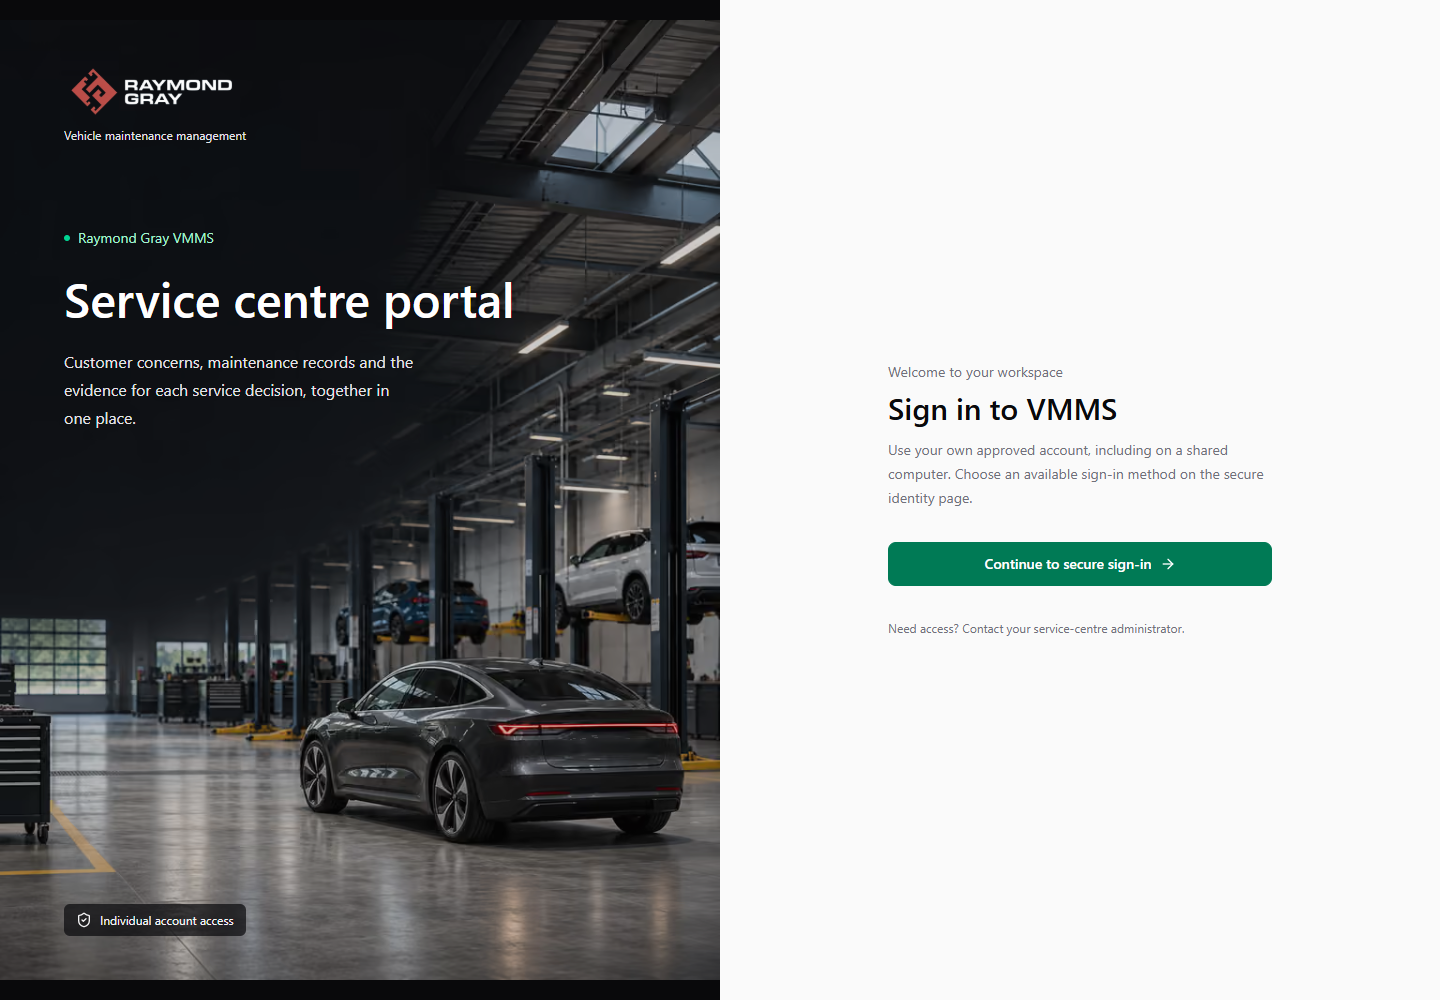 RAYMOND
GRAY
Vehicle maintenance management
Raymond Gray VMMS
Service centre portal
Customer concerns, maintenance records and the
evidence for each service decision, together in
one place.
Individual account access
Welcome to your workspace
Sign in to VMMS
Use your own approved account, including on a shared
computer. Choose an available sign-in method on the secure
identity page.
Continue to secure sign-in
Need access? Contact your service-centre administrator.